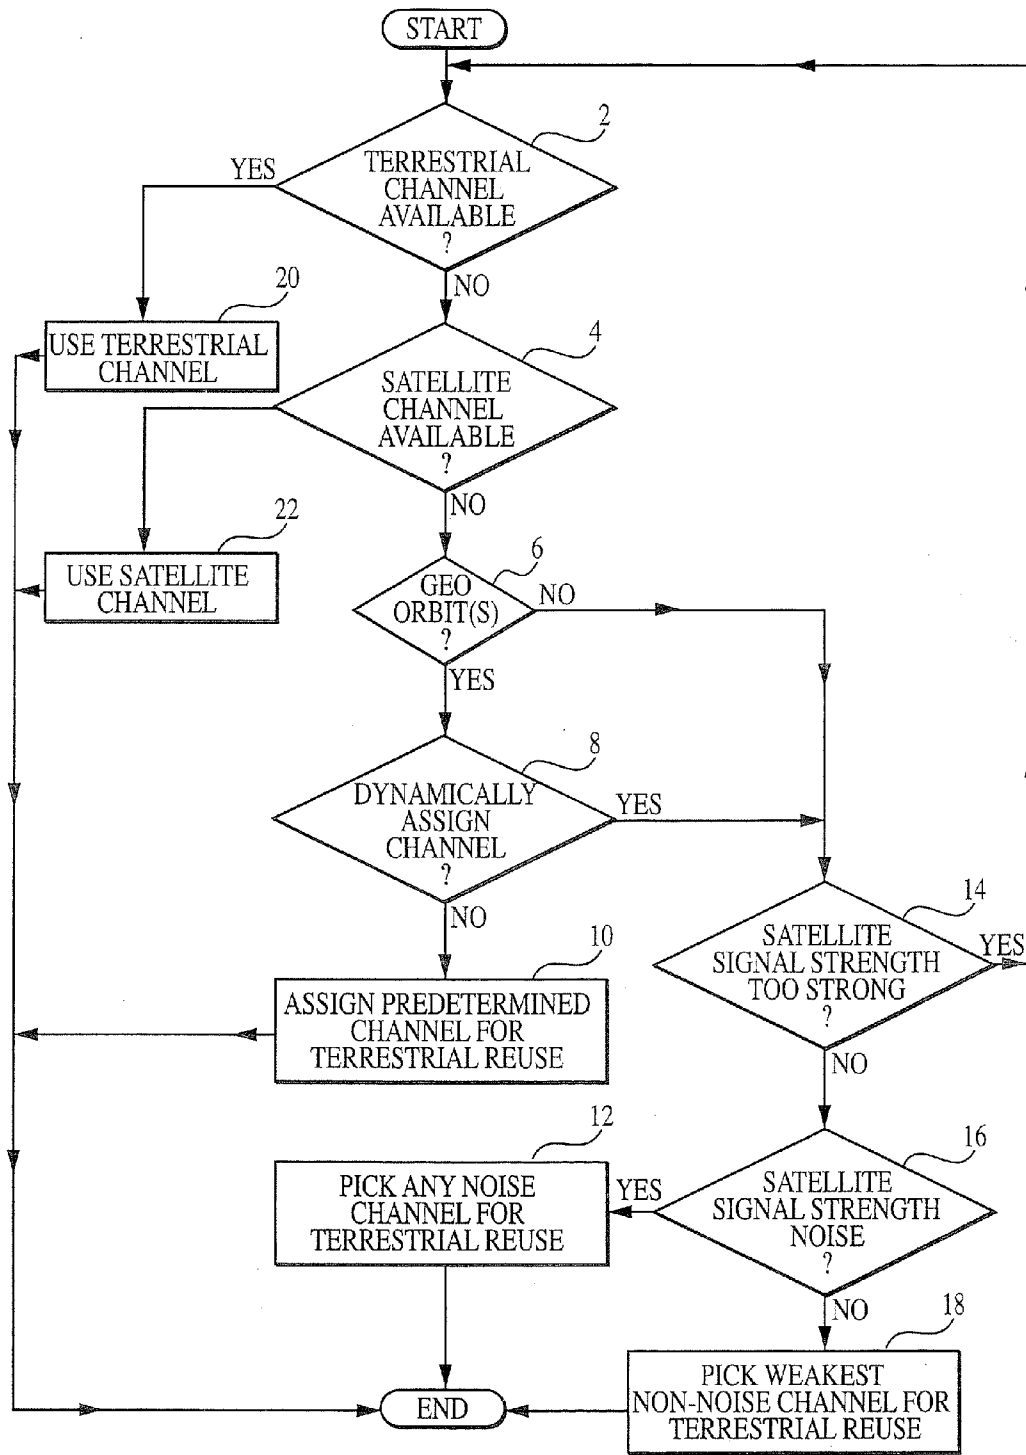 START
2
TERRESTRIAL
CHANNEL
AVAILABLE
?
YES
NO
20
USE TERRESTRIAL
CHANNEL
4
SATELLITE
CHANNEL
AVAILABLE
?
NO
22
USE SATELLITE
CHANNEL
6
GEO
ORBIT(S)
?
NO
YES
8
DYNAMICALLY
ASSIGN
CHANNEL
?
YES
NO
10
ASSIGN PREDETERMINED
CHANNEL FOR
TERRESTRIAL REUSE
14
SATELLITE
SIGNAL STRENGTH
TOO STRONG
?
YES
NO
12
PICK ANY NOISE
CHANNEL FOR
TERRESTRIAL REUSE
16
SATELLITE
SIGNAL STRENGTH
NOISE
?
YES
NO
18
PICK WEAKEST
NON-NOISE CHANNEL FOR
TERRESTRIAL REUSE
END